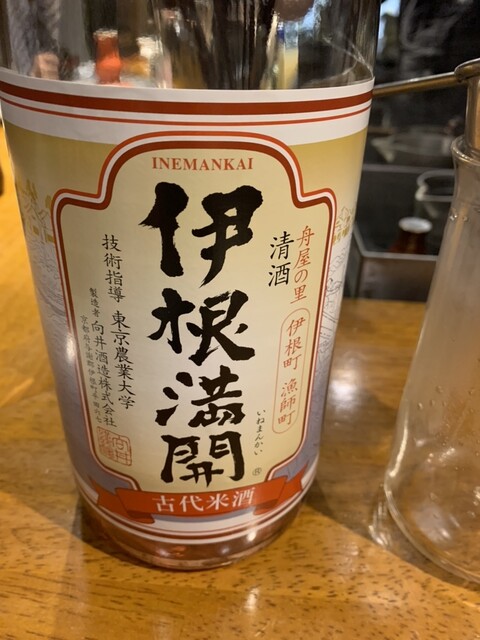 INEMANKAI
舟屋の里
伊根町 漁師町
清酒
伊根満開
いねまんかい
®
技術指導 東京農業大学
製造者 向井酒造株式会社
古代米酒